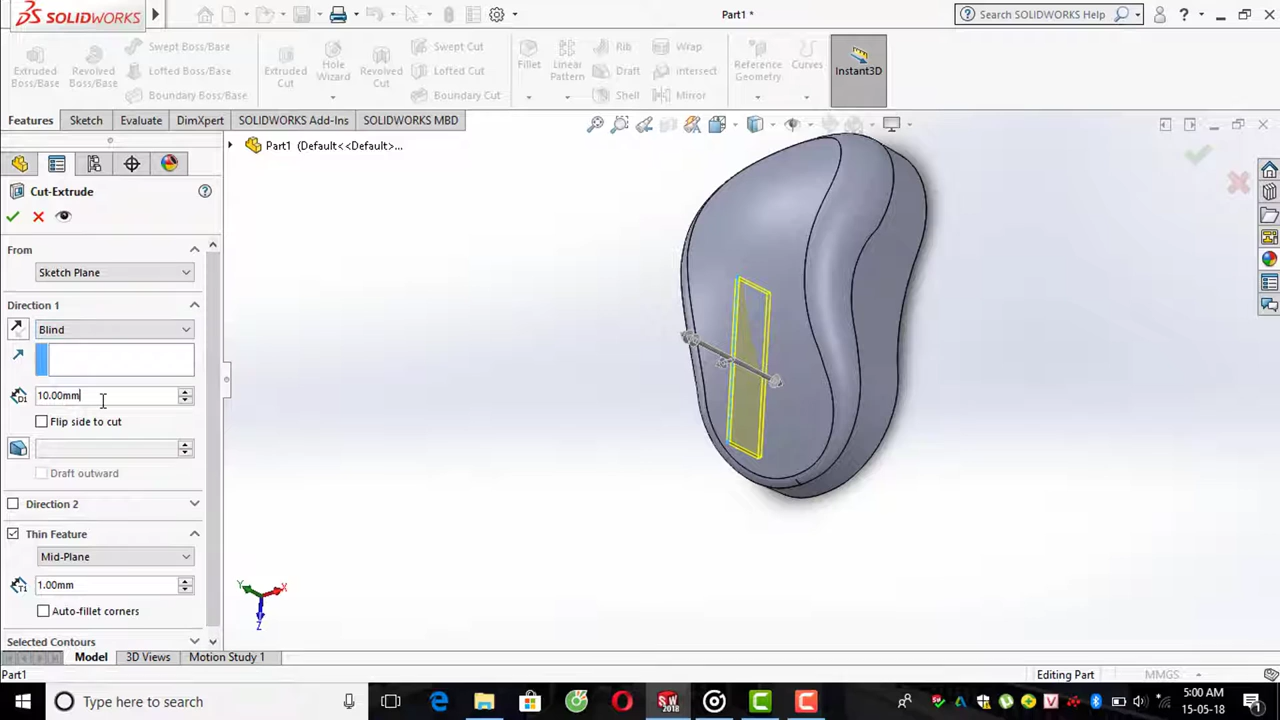 SOLIDWORKS
Part1 *
Search SOLIDWORKS Help
?
Extruded Boss/Base
Revolved Boss/Base
Swept Boss/Base
Lofted Boss/Base
Boundary Boss/Base
Extruded Cut
Hole Wizard
Revolved Cut
Swept Cut
Lofted Cut
Boundary Cut
Fillet
Linear Pattern
Rib
Draft
Shell
Wrap
Intersect
Mirror
Reference Geometry
Curves
Instant3D
Features
Sketch
Evaluate
DimXpert
SOLIDWORKS Add-Ins
SOLIDWORKS MBD
Part1 (Default<<Default>...
Cut-Extrude
From
Sketch Plane
Direction 1
Blind
D1
10.00mm
Flip side to cut
Draft outward
Direction 2
Thin Feature
Mid-Plane
T1
1.00mm
Auto-fillet corners
Selected Contours
Y
X
Z
Model
3D Views
Motion Study 1
Part1
Editing Part
MMGS
Type here to search
SW
2018
5:00 AM
15-05-18